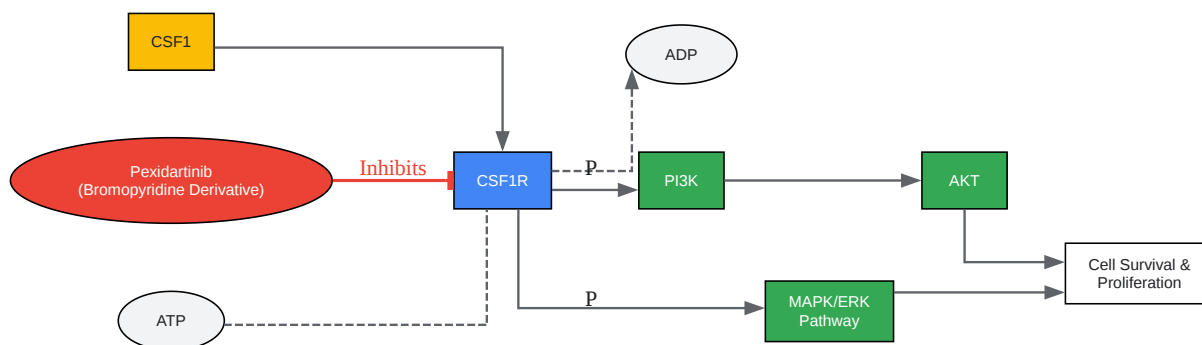 CSF1
ADP
Pexidartinib
(Bromopyridine Derivative)
Inhibits
CSF1R
P
PI3K
AKT
Cell Survival &
Proliferation
P
MAPK/ERK
Pathway
ATP